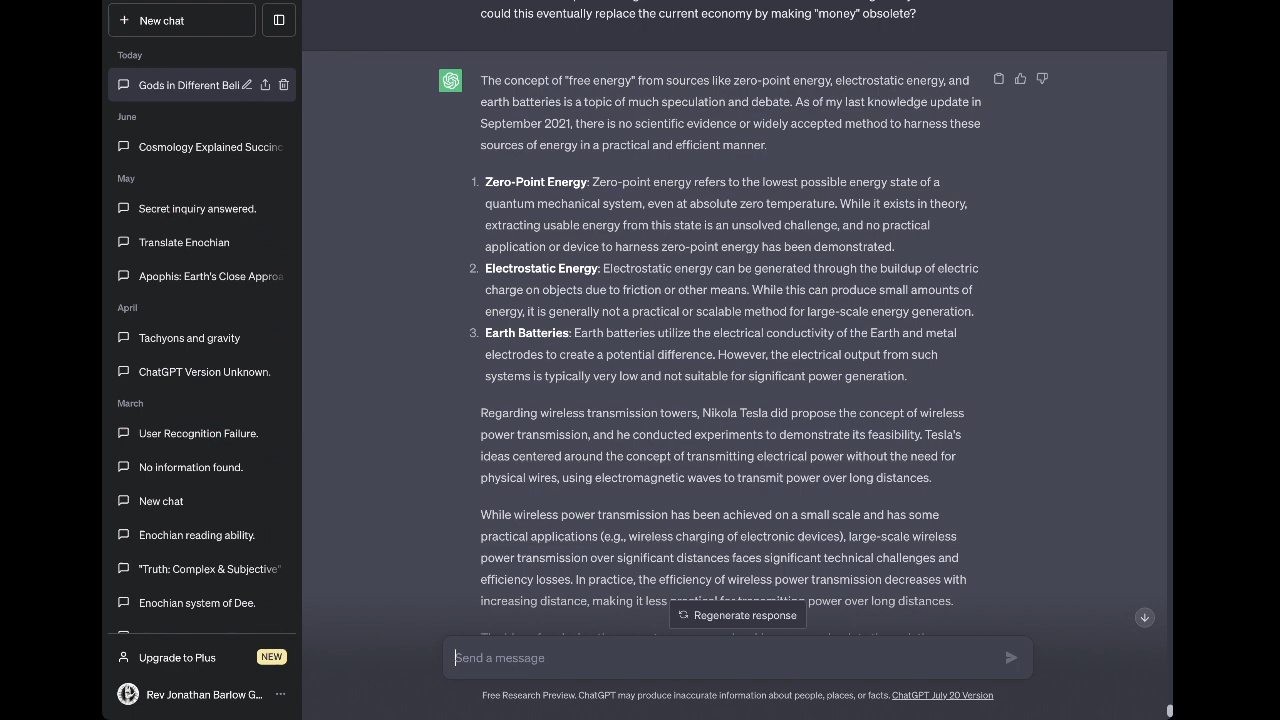 New chat
Today
Gods in Different Beli
June
Cosmology Explained Succinc
May
Secret inquiry answered.
Translate Enochian
Apophis: Earth's Close Approa
April
Tachyons and gravity
ChatGPT Version Unknown.
March
User Recognition Failure.
No information found.
New chat
Enochian reading ability.
"Truth: Complex & Subjective"
Enochian system of Dee.
Upgrade to Plus NEW
Rev Jonathan Barlow G...
could this eventually replace the current economy by making "money" obsolete?
The concept of "free energy" from sources like zero-point energy, electrostatic energy, and
earth batteries is a topic of much speculation and debate. As of my last knowledge update in
September 2021, there is no scientific evidence or widely accepted method to harness these
sources of energy in a practical and efficient manner.
1. Zero-Point Energy: Zero-point energy refers to the lowest possible energy state of a
quantum mechanical system, even at absolute zero temperature. While it exists in theory,
extracting usable energy from this state is an unsolved challenge, and no practical
application or device to harness zero-point energy has been demonstrated.
2. Electrostatic Energy: Electrostatic energy can be generated through the buildup of electric
charge on objects due to friction or other means. While this can produce small amounts of
energy, it is generally not a practical or scalable method for large-scale energy generation.
3. Earth Batteries: Earth batteries utilize the electrical conductivity of the Earth and metal
electrodes to create a potential difference. However, the electrical output from such
systems is typically very low and not suitable for significant power generation.
Regarding wireless transmission towers, Nikola Tesla did propose the concept of wireless
power transmission, and he conducted experiments to demonstrate its feasibility. Tesla's
ideas centered around the concept of transmitting electrical power without the need for
physical wires, using electromagnetic waves to transmit power over long distances.
While wireless power transmission has been achieved on a small scale and has some
practical applications (e.g., wireless charging of electronic devices), large-scale wireless
power transmission over significant distances faces significant technical challenges and
efficiency losses. In practice, the efficiency of wireless power transmission decreases with
increasing distance, making it less practical for transmitting power over long distances.
Regenerate response
Send a message
Free Research Preview. ChatGPT may produce inaccurate information about people, places, or facts. ChatGPT July 20 Version